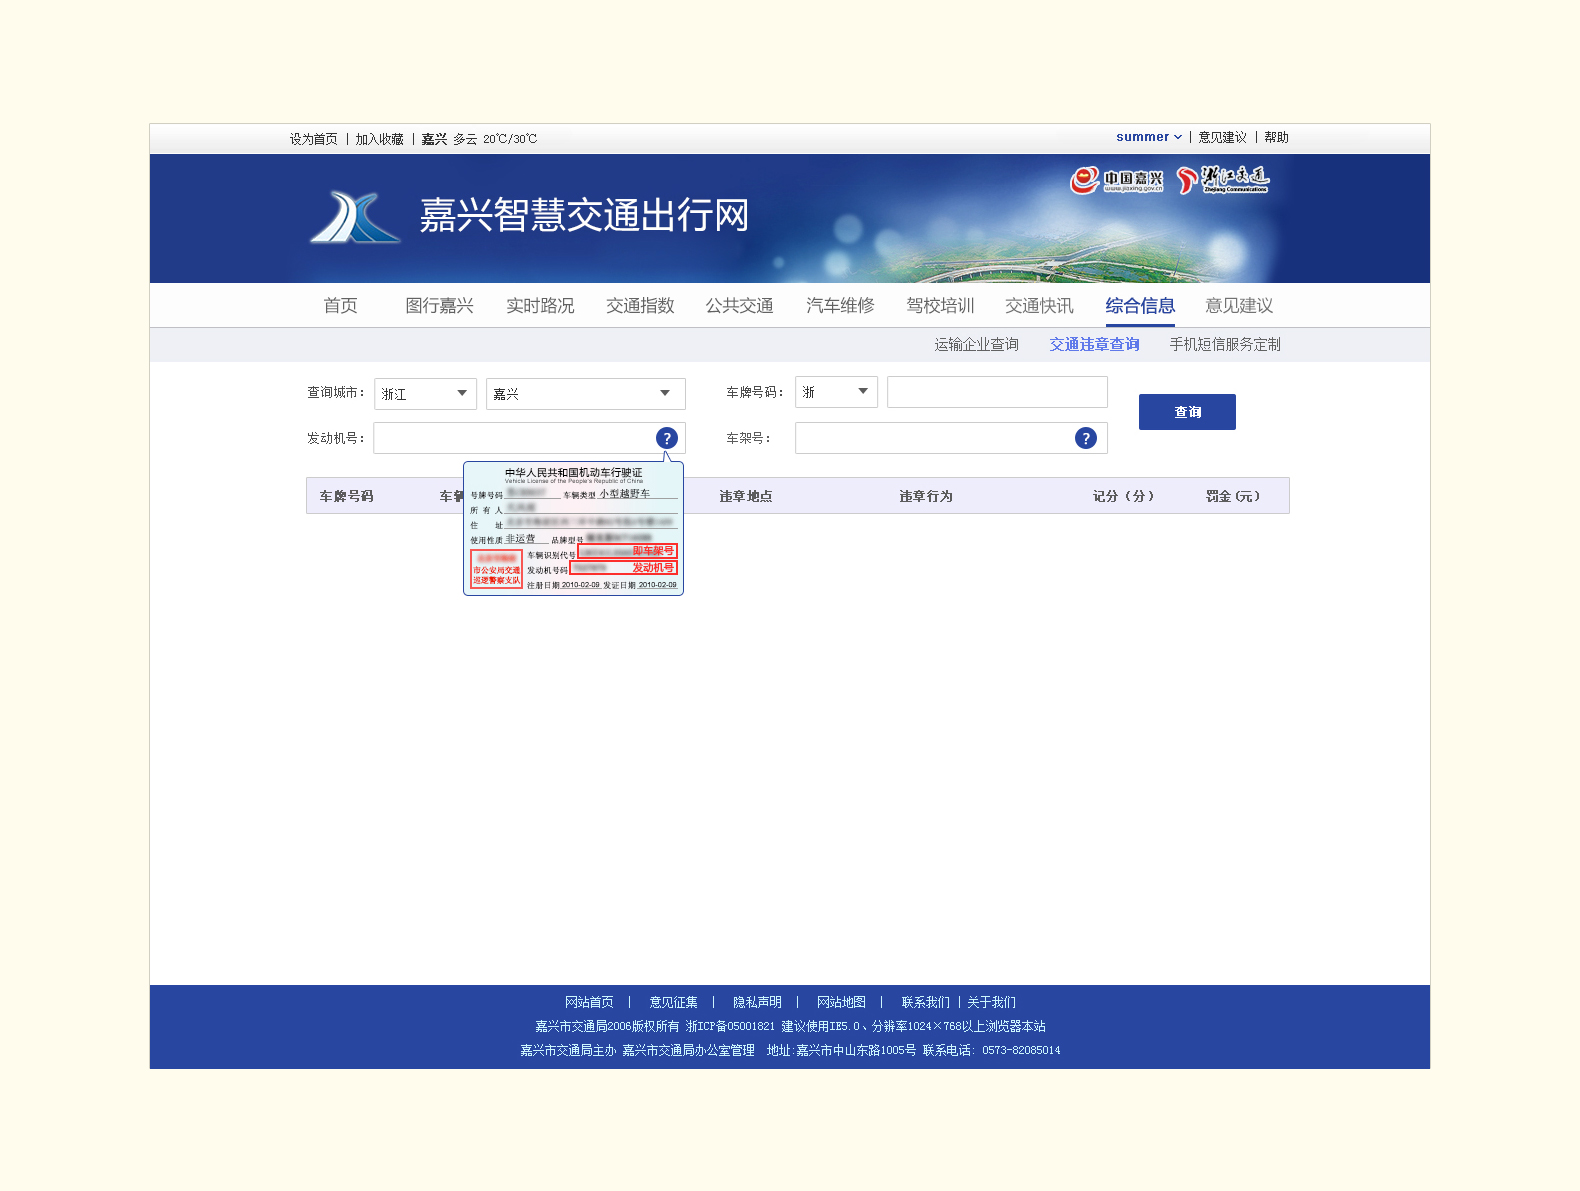 设为首页 | 加入收藏 | 嘉兴 多云 20℃/30℃
summer | 意见建议 | 帮助
中国嘉兴 浙江交通
www.jiaxing.gov.cn Zhejiang Communications
嘉兴智慧交通出行网
首页 图行嘉兴 实时路况 交通指数 公共交通 汽车维修 驾校培训 交通快讯 综合信息 意见建议
运输企业查询 交通违章查询 手机短信服务定制
查询城市: 浙江 嘉兴 车牌号码: 浙
查询
发动机号: ? 车架号: ?
车牌号码 车辆 违章地点 违章行为 记分（分） 罚金(元)
中华人民共和国机动车行驶证
Vehicle License of the People's Republic of China
号牌号码 车辆类型 小型越野车
所有人
住址
使用性质 非运营 品牌型号
车辆识别代号 即车架号
市公安局交通 发动机号码 发动机号
巡逻警察支队
注册日期 2010-02-09 发证日期 2010-02-09
网站首页 | 意见征集 | 隐私声明 | 网站地图 | 联系我们 | 关于我们
嘉兴市交通局2006版权所有 浙ICP备05001821 建议使用IE5.0、分辨率1024×768以上浏览器本站
嘉兴市交通局主办 嘉兴市交通局办公室管理 地址:嘉兴市中山东路1005号 联系电话: 0573-82085014